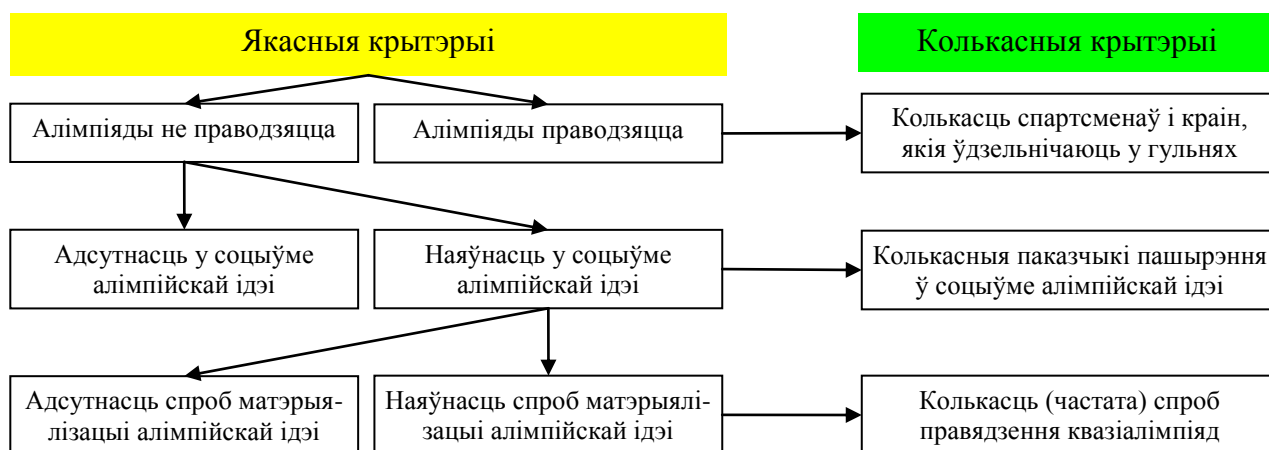 Якасныя крытэрыі
Колькасныя крытэрыі
Алімпіяды не праводзяцца
Алімпіяды праводзяцца
Колькасць спартсменаў і краін,
якія ўдзельнічаюць у гульнях
Адсутнасць у соцыўме
алімпійскай ідэі
Наяўнасць у соцыўме
алімпійскай ідэі
Колькасныя паказчыкі пашырэння
ў соцыўме алімпійскай ідэі
Адсутнасць спроб матэрыя-
лізацыі алімпійскай ідэі
Наяўнасць спроб матэрыялі-
зацыі алімпійскай ідэі
Колькасць (частата) спроб
правядзення квазіалімпіяд